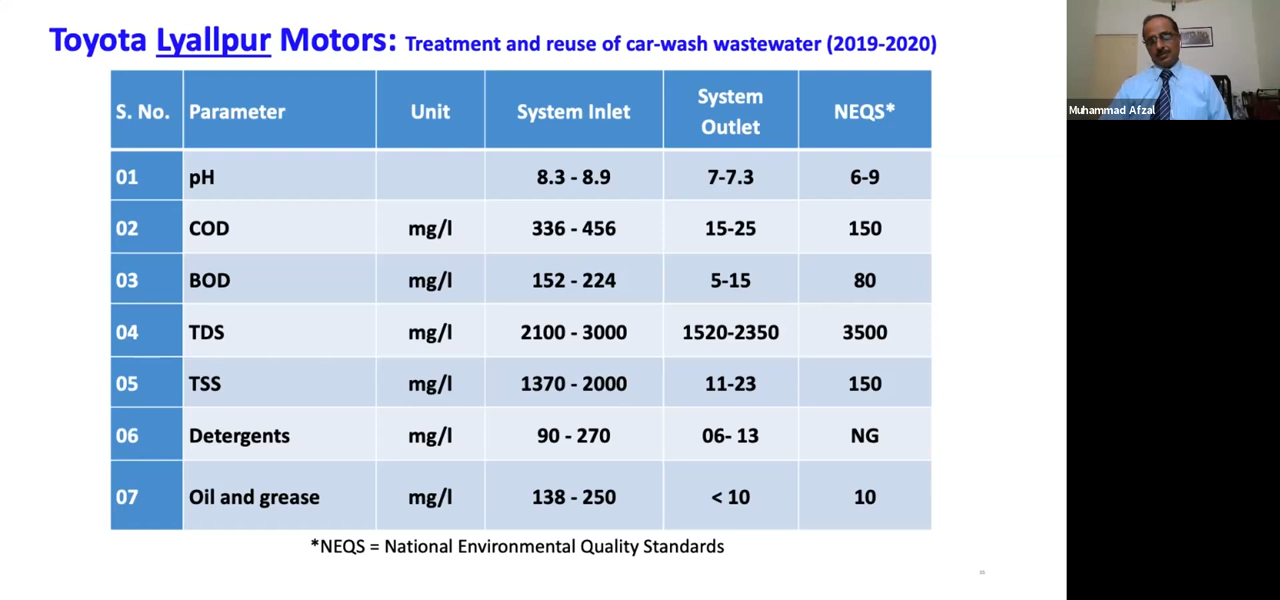 Toyota Lyallpur Motors: Treatment and reuse of car-wash wastewater (2019-2020)
S. No. Parameter Unit System Inlet System Outlet NEQS*
01 pH 8.3 - 8.9 7-7.3 6-9
02 COD mg/l 336 - 456 15-25 150
03 BOD mg/l 152 - 224 5-15 80
04 TDS mg/l 2100 - 3000 1520-2350 3500
05 TSS mg/l 1370 - 2000 11-23 150
06 Detergents mg/l 90 - 270 06- 13 NG
07 Oil and grease mg/l 138 - 250 < 10 10
*NEQS = National Environmental Quality Standards
Muhammad Afzal